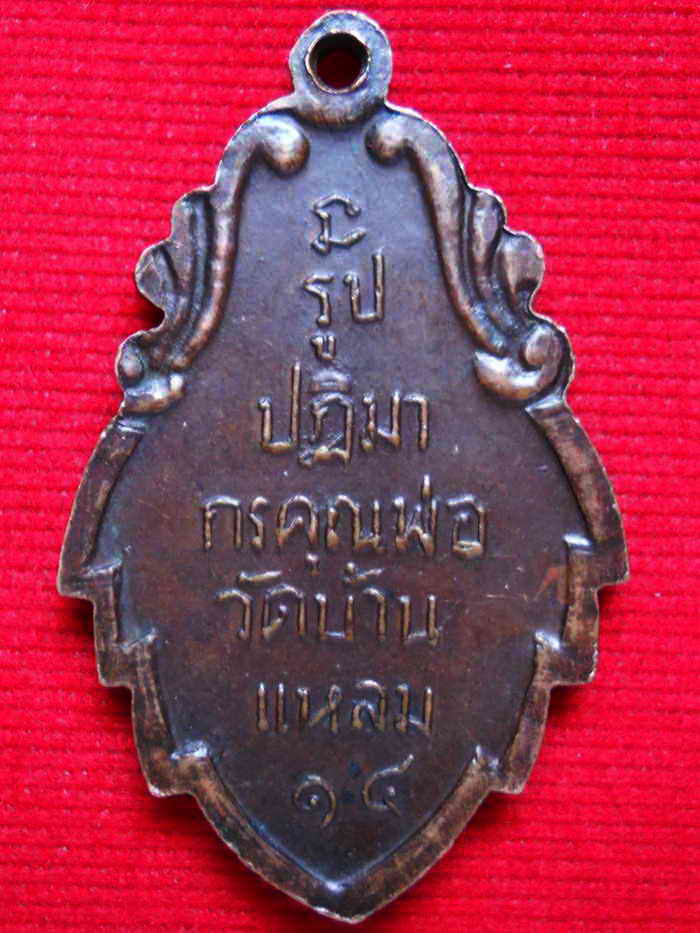 รูป
ปฏิมา
กรคุณพ่อ
วัดบ้าน
แหลม
๑๔